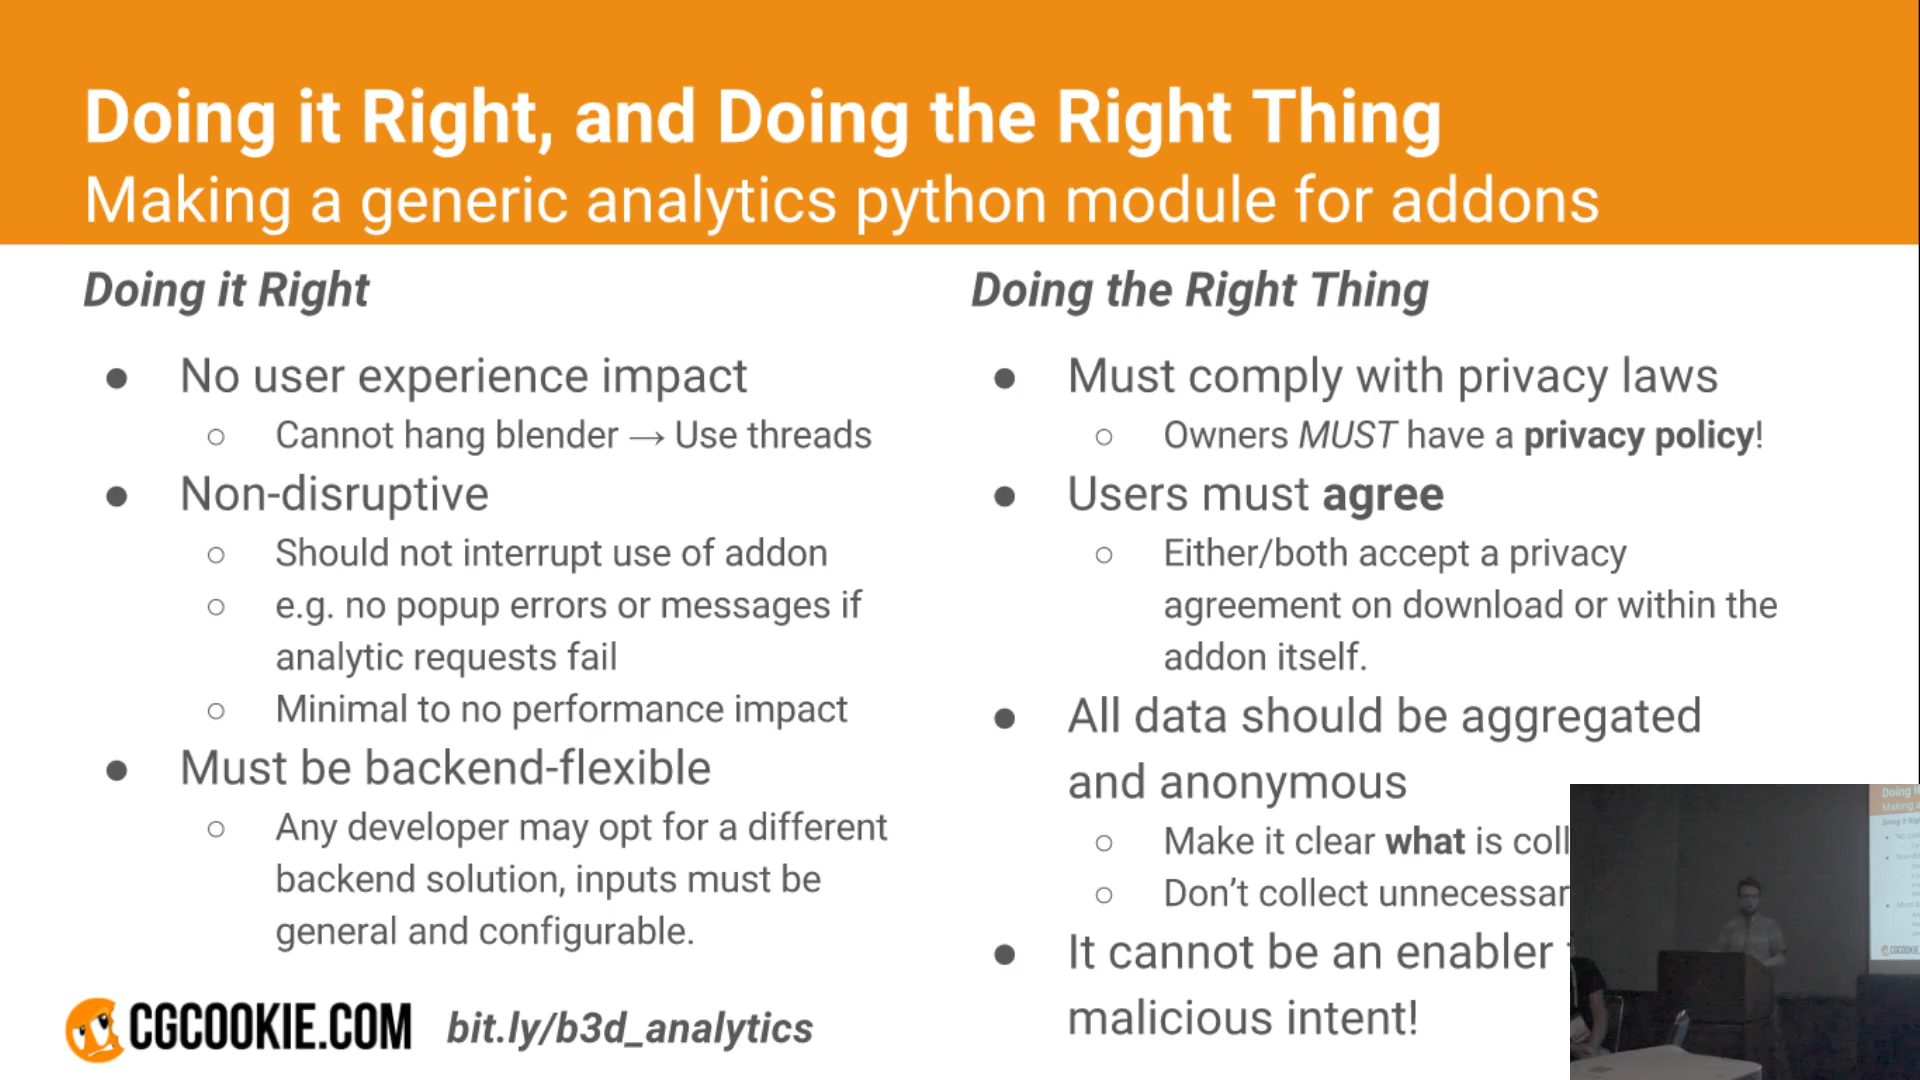 Doing it Right, and Doing the Right Thing
Making a generic analytics python module for addons
Doing it Right
● No user experience impact
○ Cannot hang blender → Use threads
● Non-disruptive
○ Should not interrupt use of addon
○ e.g. no popup errors or messages if
analytic requests fail
○ Minimal to no performance impact
● Must be backend-flexible
○ Any developer may opt for a different
backend solution, inputs must be
general and configurable.
Doing the Right Thing
● Must comply with privacy laws
○ Owners MUST have a privacy policy!
● Users must agree
○ Either/both accept a privacy
agreement on download or within the
addon itself.
● All data should be aggregated
and anonymous
○ Make it clear what is coll
○ Don’t collect unnecessar
● It cannot be an enabler
malicious intent!
CGCOOKIE.COM
bit.ly/b3d_analytics